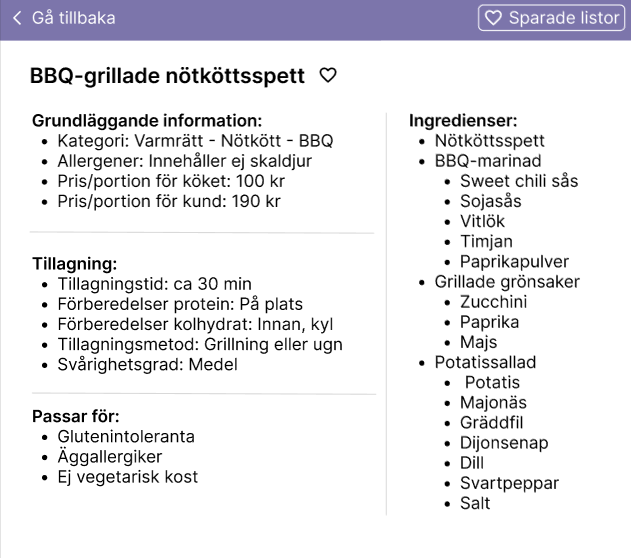 Gå tillbaka
Sparade listor
BBQ-grillade nötköttsspett
Grundläggande information:
• Kategori: Varmrätt - Nötkött - BBQ
• Allergener: Innehåller ej skaldjur
• Pris/portion för köket: 100 kr
• Pris/portion för kund: 190 kr
Tillagning:
• Tillagningstid: ca 30 min
• Förberedelser protein: På plats
• Förberedelser kolhydrat: Innan, kyl
• Tillagningsmetod: Grillning eller ugn
• Svårighetsgrad: Medel
Passar för:
• Glutenintoleranta
• Äggallergiker
• Ej vegetarisk kost
Ingredienser:
• Nötköttsspett
• BBQ-marinad
• Sweet chili sås
• Sojasås
• Vitlök
• Timjan
• Paprikapulver
• Grillade grönsaker
• Zucchini
• Paprika
• Majs
• Potatissallad
• Potatis
• Majonäs
• Gräddfil
• Dijonsenap
• Dill
• Svartpeppar
• Salt